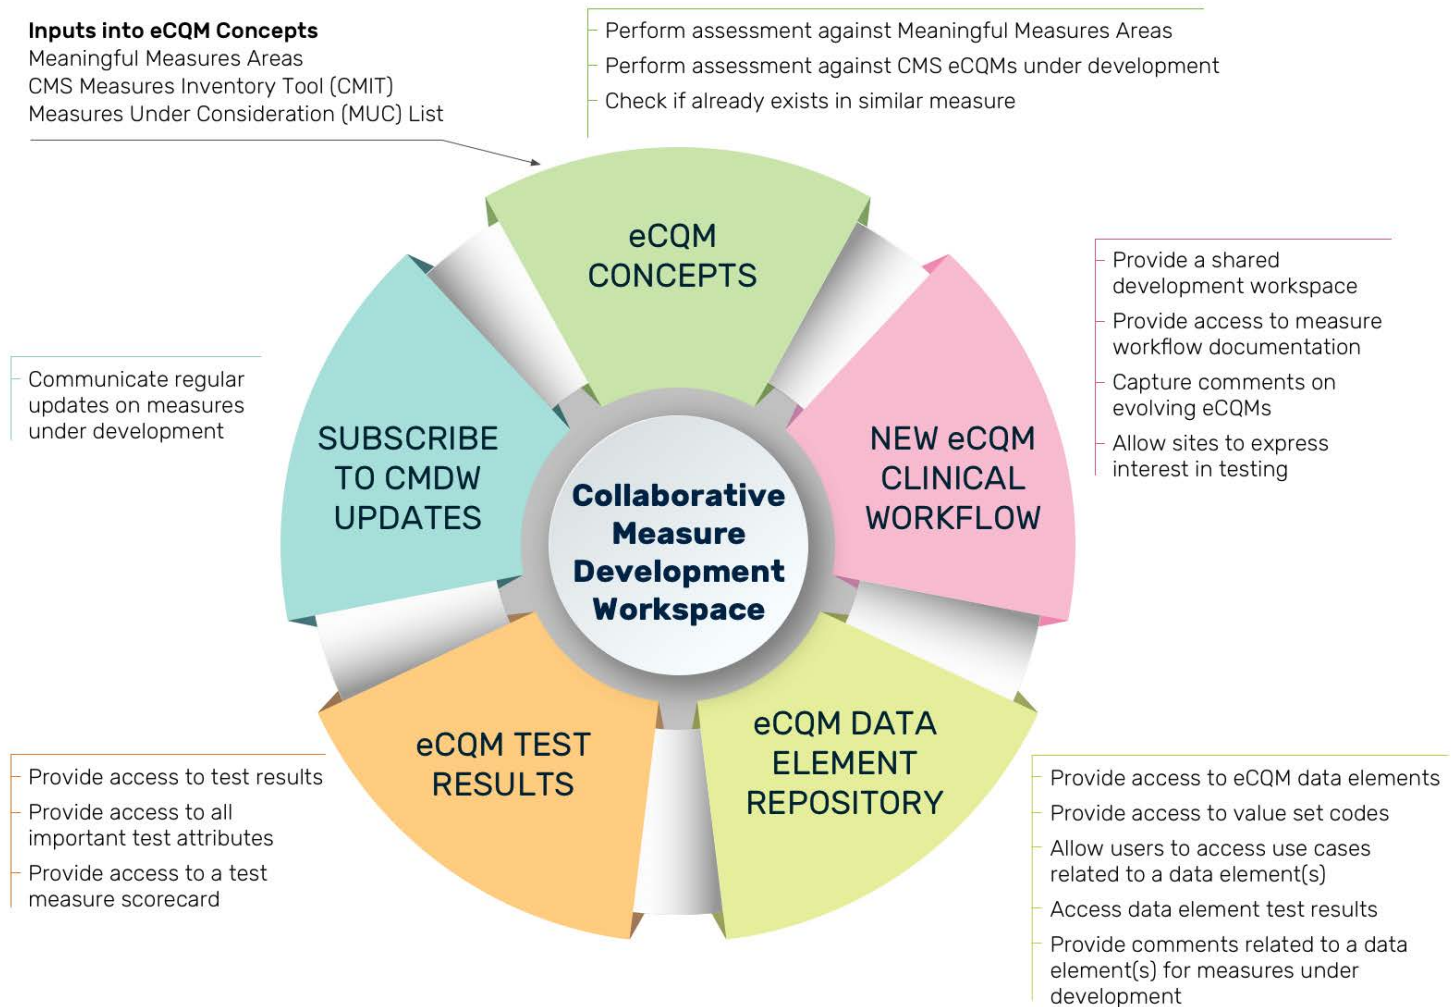 Inputs into eCQM Concepts
Meaningful Measures Areas
CMS Measures Inventory Tool (CMIT)
Measures Under Consideration (MUC) List
Perform assessment against Meaningful Measures Areas
Perform assessment against CMS eCQMs under development
Check if already exists in similar measure
eCQM
CONCEPTS
Provide a shared
development workspace
Provide access to measure
workflow documentation
Capture comments on
evolving eCQMs
Allow sites to express
interest in testing
NEW eCQM
CLINICAL
WORKFLOW
Communicate regular
updates on measures
under development
SUBSCRIBE
TO CMDW
UPDATES
Collaborative
Measure
Development
Workspace
eCQM TEST
RESULTS
Provide access to test results
Provide access to all
important test attributes
Provide access to a test
measure scorecard
eCQM DATA
ELEMENT
REPOSITORY
Provide access to eCQM data elements
Provide access to value set codes
Allow users to access use cases
related to a data element(s)
Access data element test results
Provide comments related to a data
element(s) for measures under
development